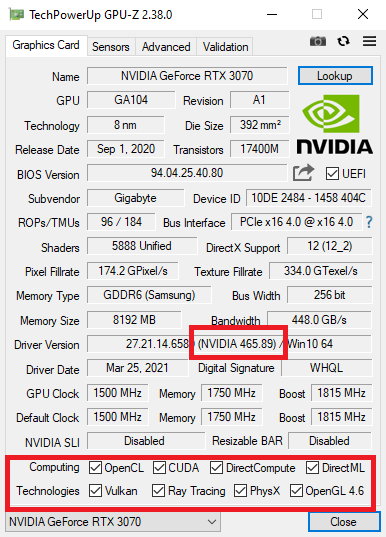 TechPowerUp GPU-Z 2.38.0
Graphics Card Sensors Advanced Validation
Name NVIDIA GeForce RTX 3070 Lookup
GPU GA104 Revision A1
Technology 8 nm Die Size 392 mm²
Release Date Sep 1, 2020 Transistors 17400M
NVIDIA
BIOS Version 94.04.25.40.80 UEFI
Subvendor Gigabyte Device ID 10DE 2484 - 1458 404C
ROPs/TMUs 96 / 184 Bus Interface PCIe x16 4.0 @ x16 4.0 ?
Shaders 5888 Unified DirectX Support 12 (12_2)
Pixel Fillrate 174.2 GPixel/s Texture Fillrate 334.0 GTexel/s
Memory Type GDDR6 (Samsung) Bus Width 256 bit
Memory Size 8192 MB Bandwidth 448.0 GB/s
Driver Version 27.21.14.6589 (NVIDIA 465.89) / Win10 64
Driver Date Mar 25, 2021 Digital Signature WHQL
GPU Clock 1500 MHz Memory 1750 MHz Boost 1815 MHz
Default Clock 1500 MHz Memory 1750 MHz Boost 1815 MHz
NVIDIA SLI Disabled Resizable BAR Disabled
Computing OpenCL CUDA DirectCompute DirectML
Technologies Vulkan Ray Tracing PhysX OpenGL 4.6
NVIDIA GeForce RTX 3070 Close